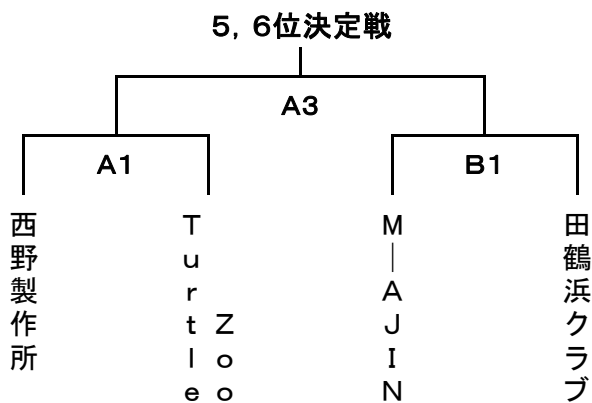 ５，６位決定戦
Ａ３
Ａ１
Ｂ１
西野製作所
Ｔｕｒｔｌｅ
Ｚｏｏ
Ｍ－ＡＪＩＮ
田鶴浜クラブ